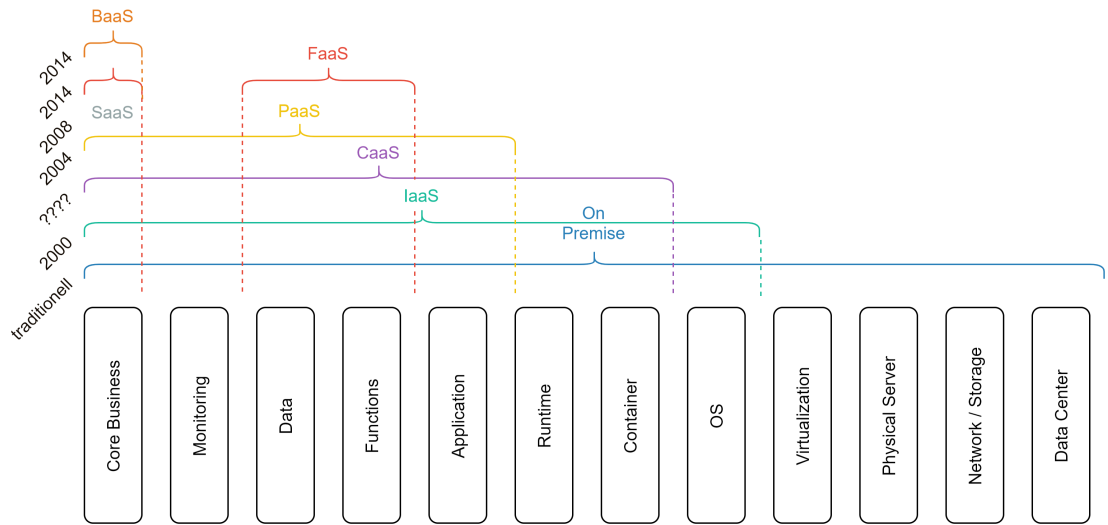 BaaS
2014
FaaS
2014
SaaS
PaaS
2008
CaaS
2004
IaaS
????
On
Premise
2000
traditionell
Core Business
Monitoring
Data
Functions
Application
Runtime
Container
OS
Virtualization
Physical Server
Network / Storage
Data Center